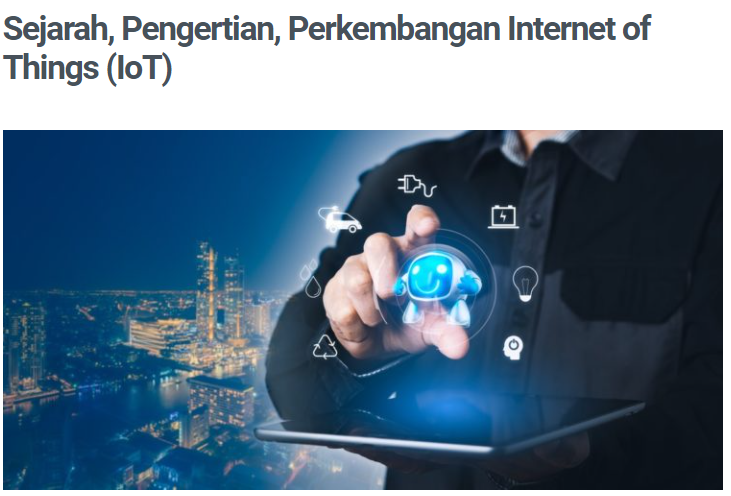 Sejarah, Pengertian, Perkembangan Internet of
Things (IoT)